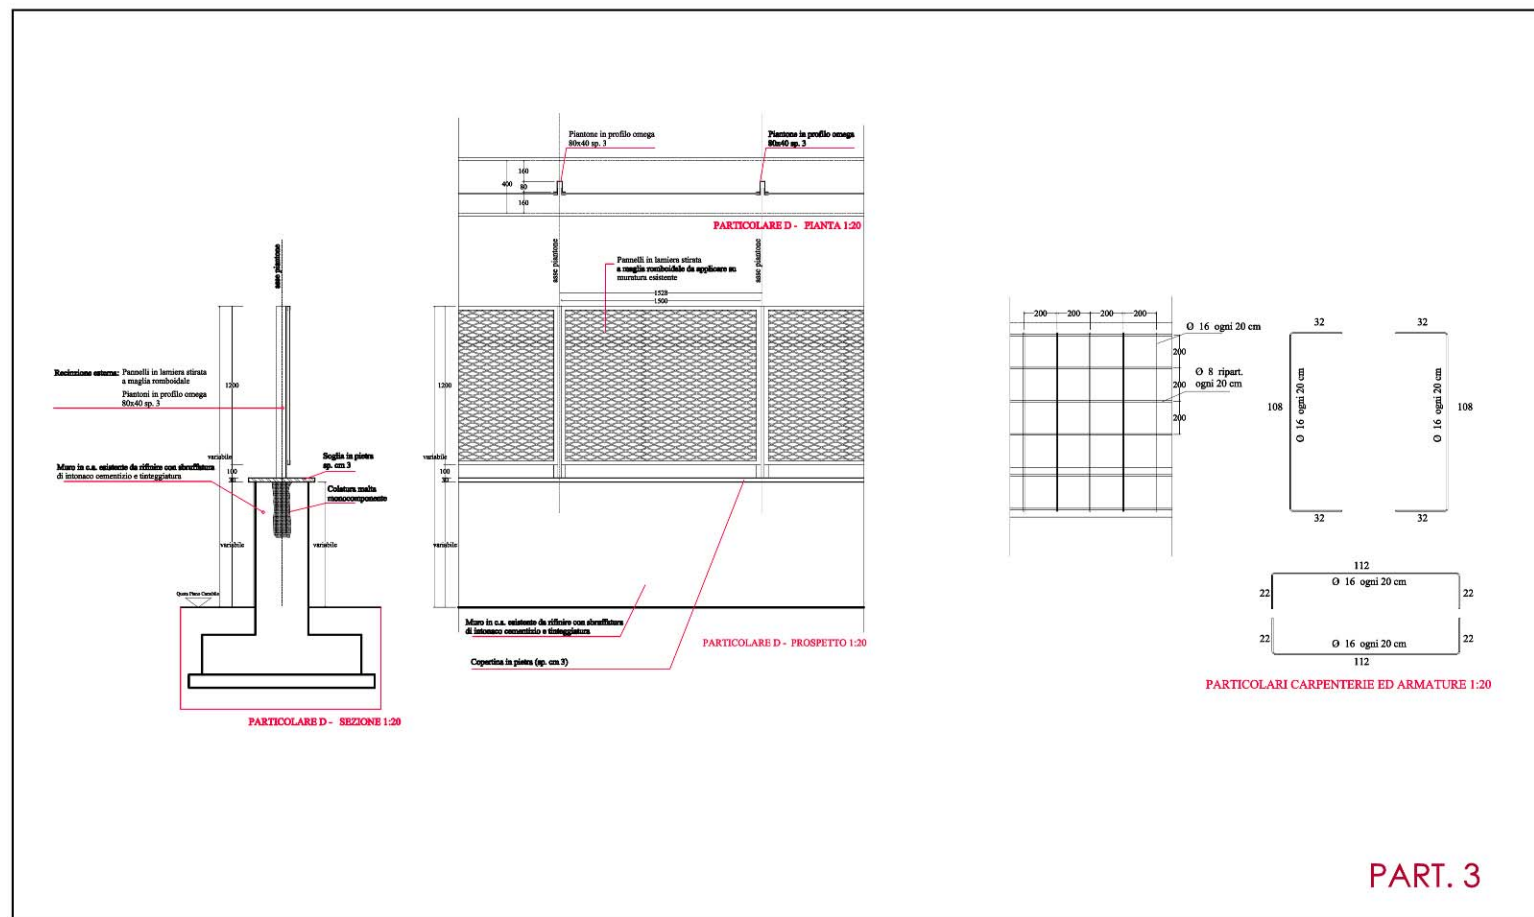 Piantone in profilo omega
80x40 sp. 3
Piantone in profilo omega
80x40 sp. 3
160
400
80
160
PARTICOLARE D - PIANTA 1:20
asse piantone
asse piantone
asse piantone
Pannelli in lamiera stirata
a maglia romboidale da applicare su
muratura esistente
1528
1500
Recinzione esterna: Pannelli in lamiera stirata
a maglia romboidale
Piantoni in profilo omega
80x40 sp. 3
1200
1200
variabile
variabile
100
100
30
30
Soglia in pietra
sp. cm 3
Muro in c.a. esistente da rifinire con sbruffatura
di intonaco cementizio e tinteggiatura
Colatura malta
monocomponente
variabile
variabile
variabile
Quota Piano Carrabile
Muro in c.a. esistente da rifinire con sbruffatura
di intonaco cementizio e tinteggiatura
PARTICOLARE D - PROSPETTO 1:20
Copertina in pietra (sp. cm 3)
PARTICOLARE D - SEZIONE 1:20
200
200
200
200
Ø 16 ogni 20 cm
200
Ø 8 ripart.
ogni 20 cm
200
200
32
32
108
Ø 16 ogni 20 cm
Ø 16 ogni 20 cm
108
32
32
112
Ø 16 ogni 20 cm
22
22
22
22
Ø 16 ogni 20 cm
112
PARTICOLARI CARPENTERIE ED ARMATURE 1:20
PART. 3